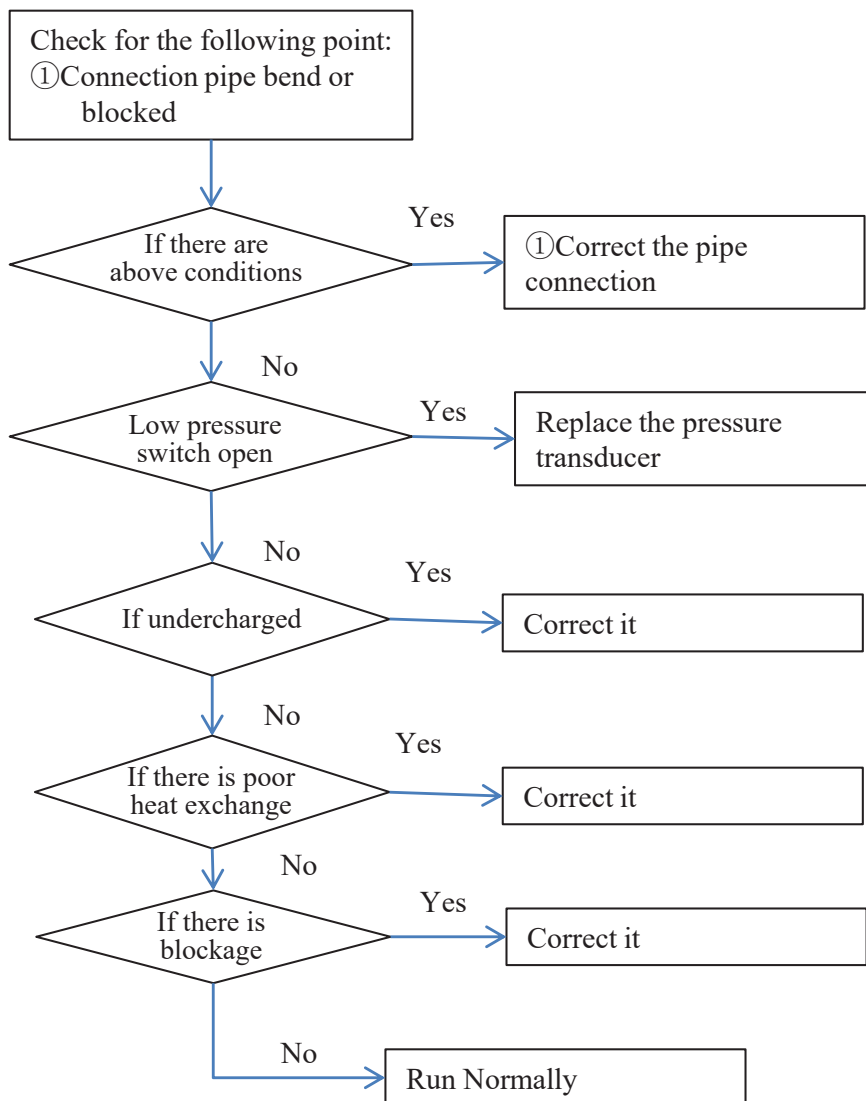 Check for the following point:
①Connection pipe bend or
blocked
Yes
If there are
above conditions
①Correct the pipe
connection
No
Yes
Low pressure
switch open
Replace the pressure
transducer
No
Yes
If undercharged
Correct it
No
Yes
If there is poor
heat exchange
Correct it
No
Yes
If there is
blockage
Correct it
No
Run Normally